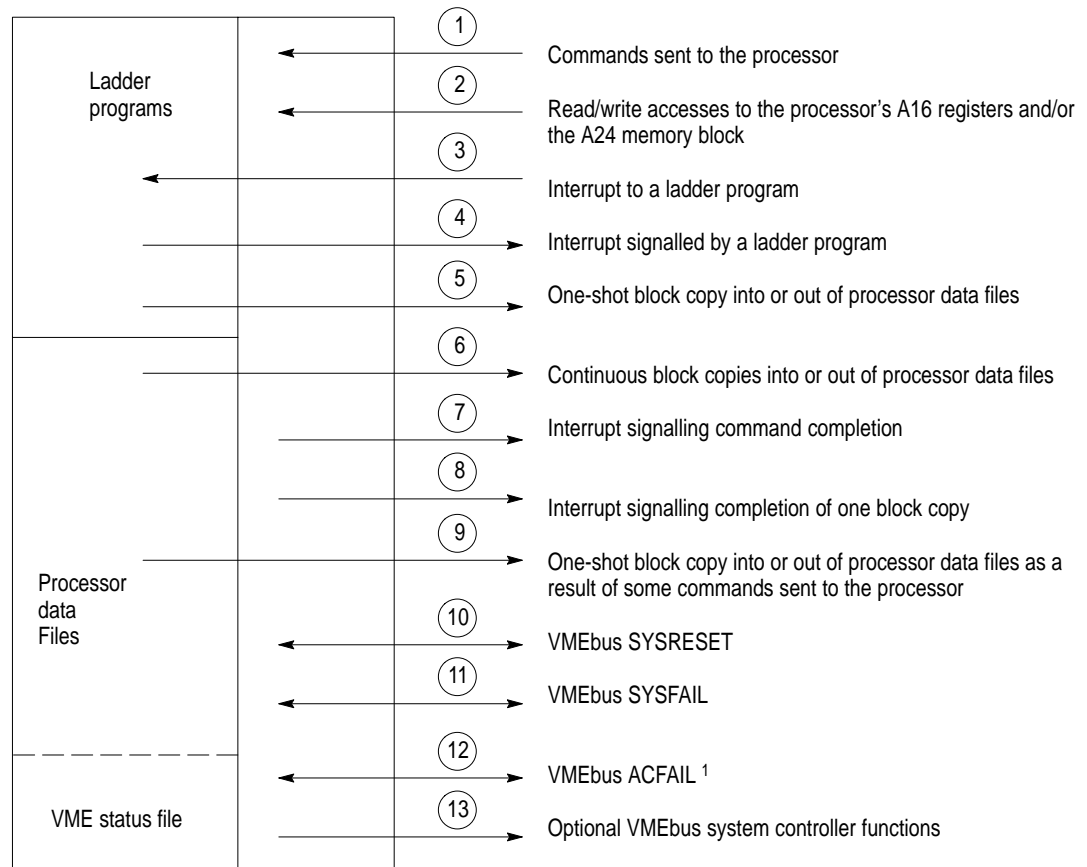 1
Commands sent to the processor
Ladder
programs
2
Read/write accesses to the processor's A16 registers and/or
the A24 memory block
3
Interrupt to a ladder program
4
Interrupt signalled by a ladder program
5
One-shot block copy into or out of processor data files
6
Continuous block copies into or out of processor data files
7
Interrupt signalling command completion
8
Interrupt signalling completion of one block copy
9
One-shot block copy into or out of processor data files as a
result of some commands sent to the processor
Processor
data
Files
10
VMEbus SYSRESET
11
VMEbus SYSFAIL
12
VMEbus ACFAIL 1
VME status file
13
Optional VMEbus system controller functions